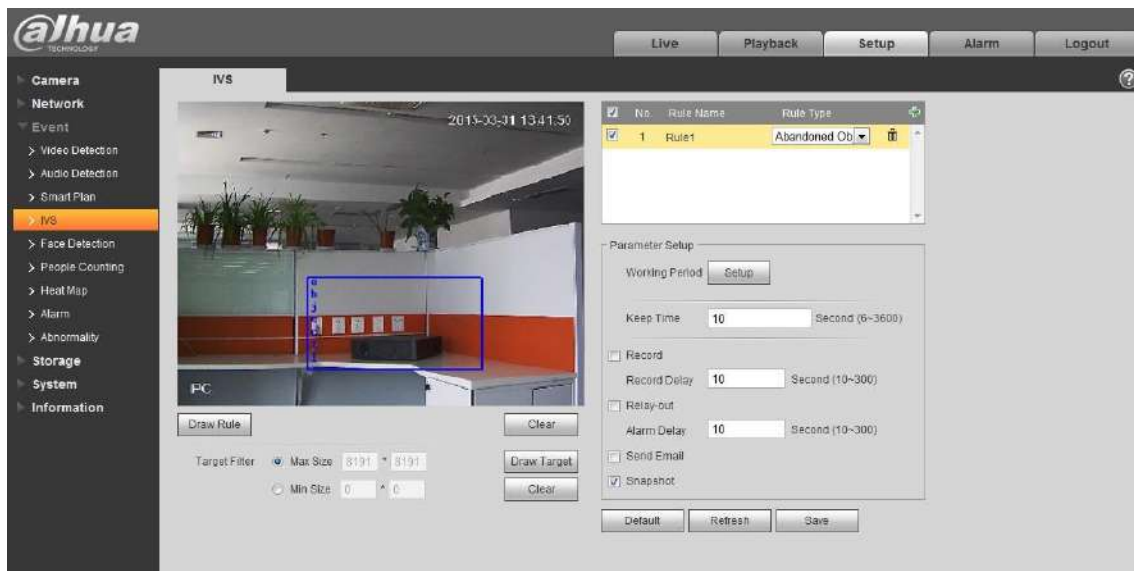 alhua
TECHNOLOGY
Live
Playback
Setup
Alarm
Logout
Camera
Network
Event
Video Detection
Audio Detection
Smart Plan
IVS
Face Detection
People Counting
Heat Map
Alarm
Abnormality
Storage
System
Information
IVS
13:41:50
IPC
Draw Rule
Clear
Target Filter Max Size 8191 * 8191 Draw Target
Min Size 0 * 0 Clear
No. Rule Name Rule Type
1 Rule1 Abandoned Ob
Parameter Setup
Working Period Setup
Keep Time 10 Second (6~3600)
Record
Record Delay 10 Second (10~300)
Relay-out
Alarm Delay 10 Second (10~300)
Send Email
Snapshot
Default Refresh Save